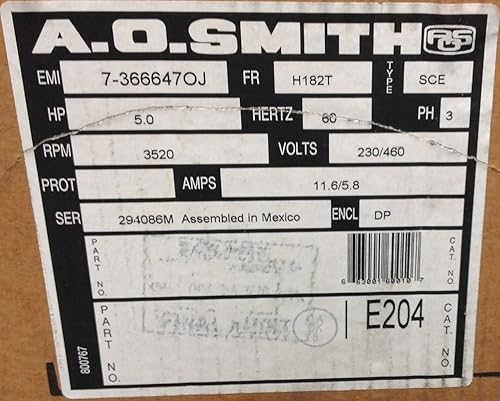 A.O.SMITH AOS
EMI 7-366647OJ FR H182T TYPE SCE
HP 5.0 HERTZ 60 PH. 3
RPM 3520 VOLTS 230/460
PROT AMPS 11.6/5.8
SER 294086M Assembled in Mexico ENCL DP
PART NO. CAT. NO.
PART NO. E204 CAT. NO.
800767